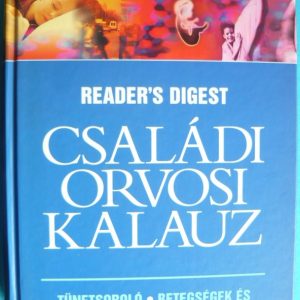 READER'S DIGEST
CSALÁDI
ORVOSI
KALAUZ
TÜNETSOROLÓ • BETEGSÉGEK ÉS